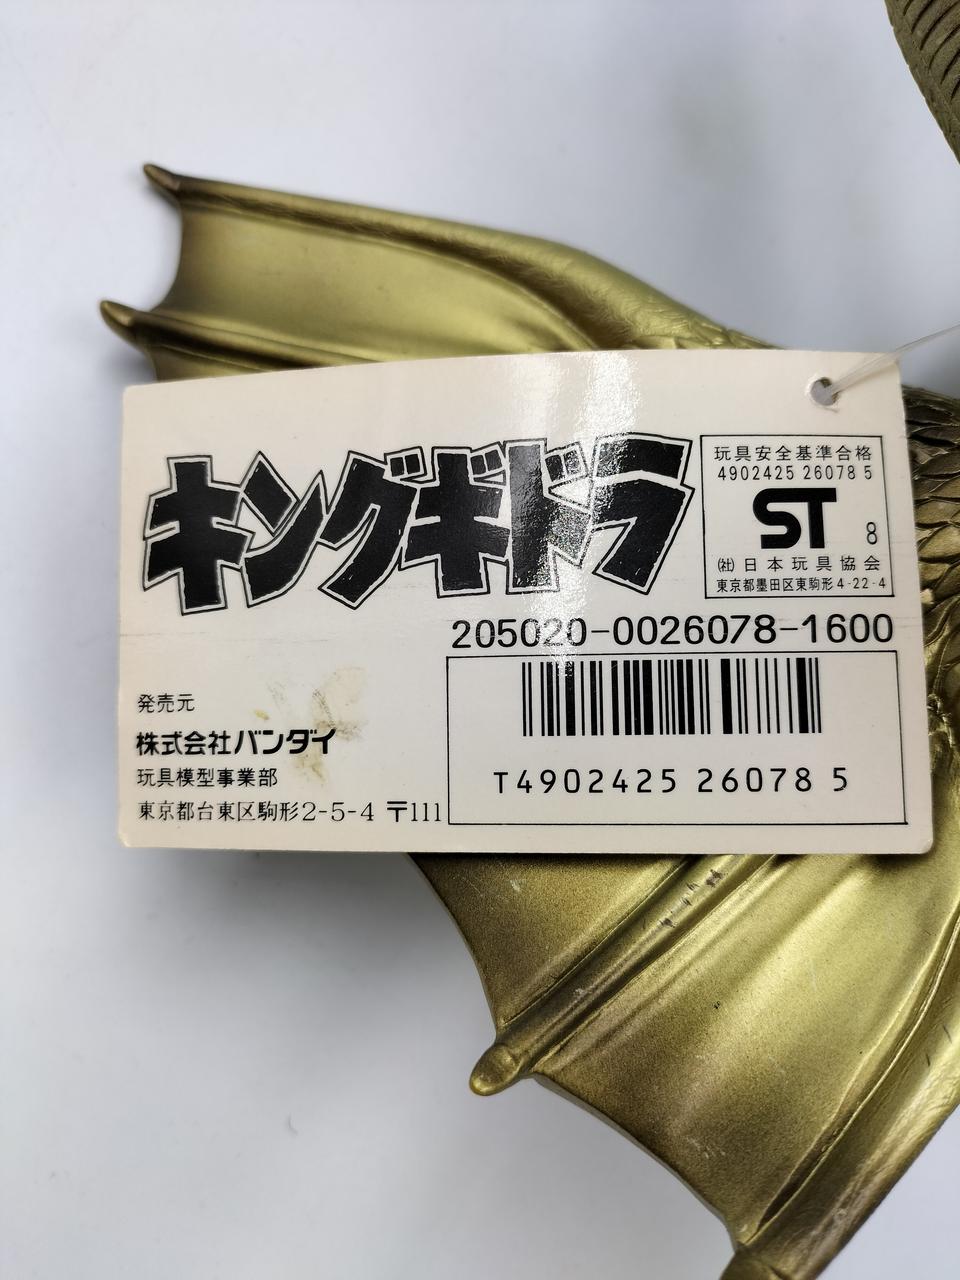 キングギドラ
玩具安全基準合格
4902425 26078 5
ST 8
(社)日本玩具協会
東京都墨田区東駒形4-22-4
205020-0026078-1600
T4902425 26078 5
発売元
株式会社バンダイ
玩具模型事業部
東京都台東区駒形2-5-4 〒111